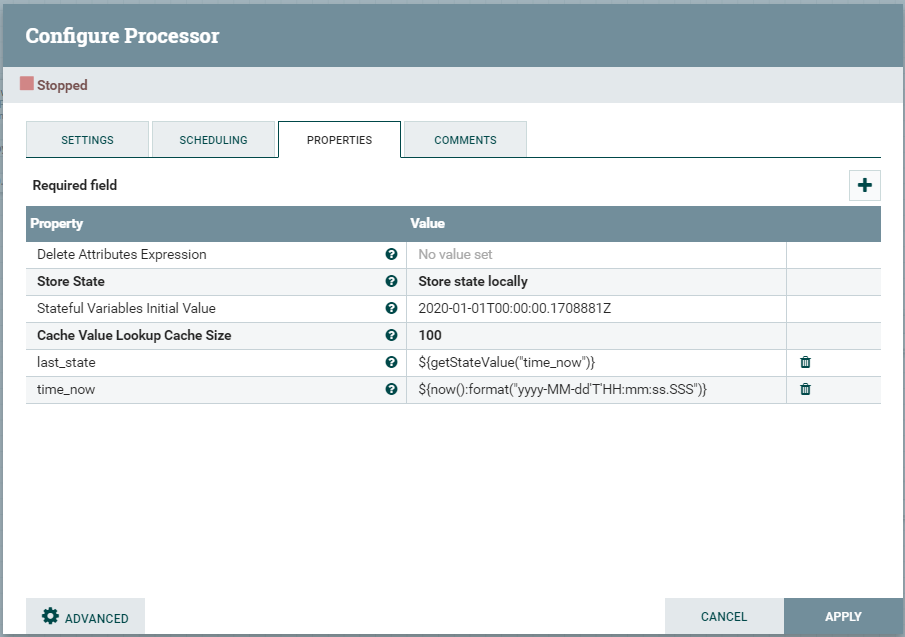 Configure Processor
Stopped
SETTINGS SCHEDULING PROPERTIES COMMENTS
Required field
Property Value
Delete Attributes Expression No value set
Store State Store state locally
Stateful Variables Initial Value 2020-01-01T00:00:00.1708881Z
Cache Value Lookup Cache Size 100
last_state ${getStateValue("time_now")}
time_now ${now():format("yyyy-MM-dd'T'HH:mm:ss.SSS")}
ADVANCED CANCEL APPLY